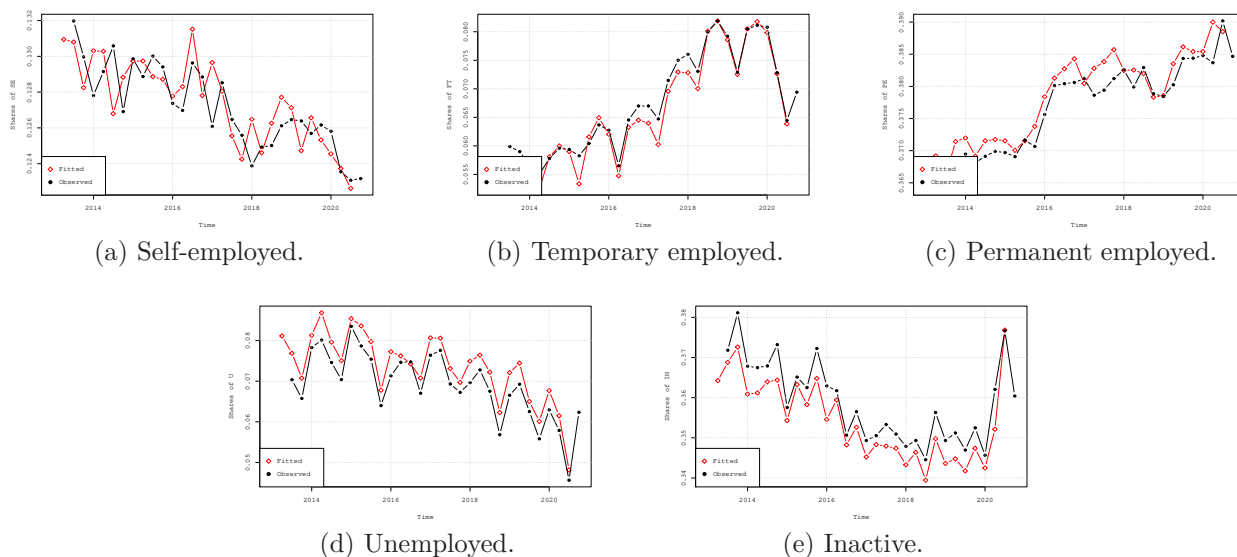 Shares of SE
0.132
0.130
0.128
0.126
0.124
Fitted
Observed
2014
2016
2018
2020
Time
(a) Self-employed.
Shares of FT
0.080
0.075
0.070
0.065
0.060
0.055
Fitted
Observed
2014
2016
2018
2020
Time
(b) Temporary employed.
Shares of PE
0.390
0.385
0.380
0.375
0.370
0.365
Fitted
Observed
2014
2016
2018
2020
Time
(c) Permanent employed.
Shares of U
0.08
0.07
0.06
0.05
Fitted
Observed
2014
2016
2018
2020
Time
(d) Unemployed.
Shares of IN
0.38
0.37
0.36
0.35
0.34
Fitted
Observed
2014
2016
2018
2020
Time
(e) Inactive.